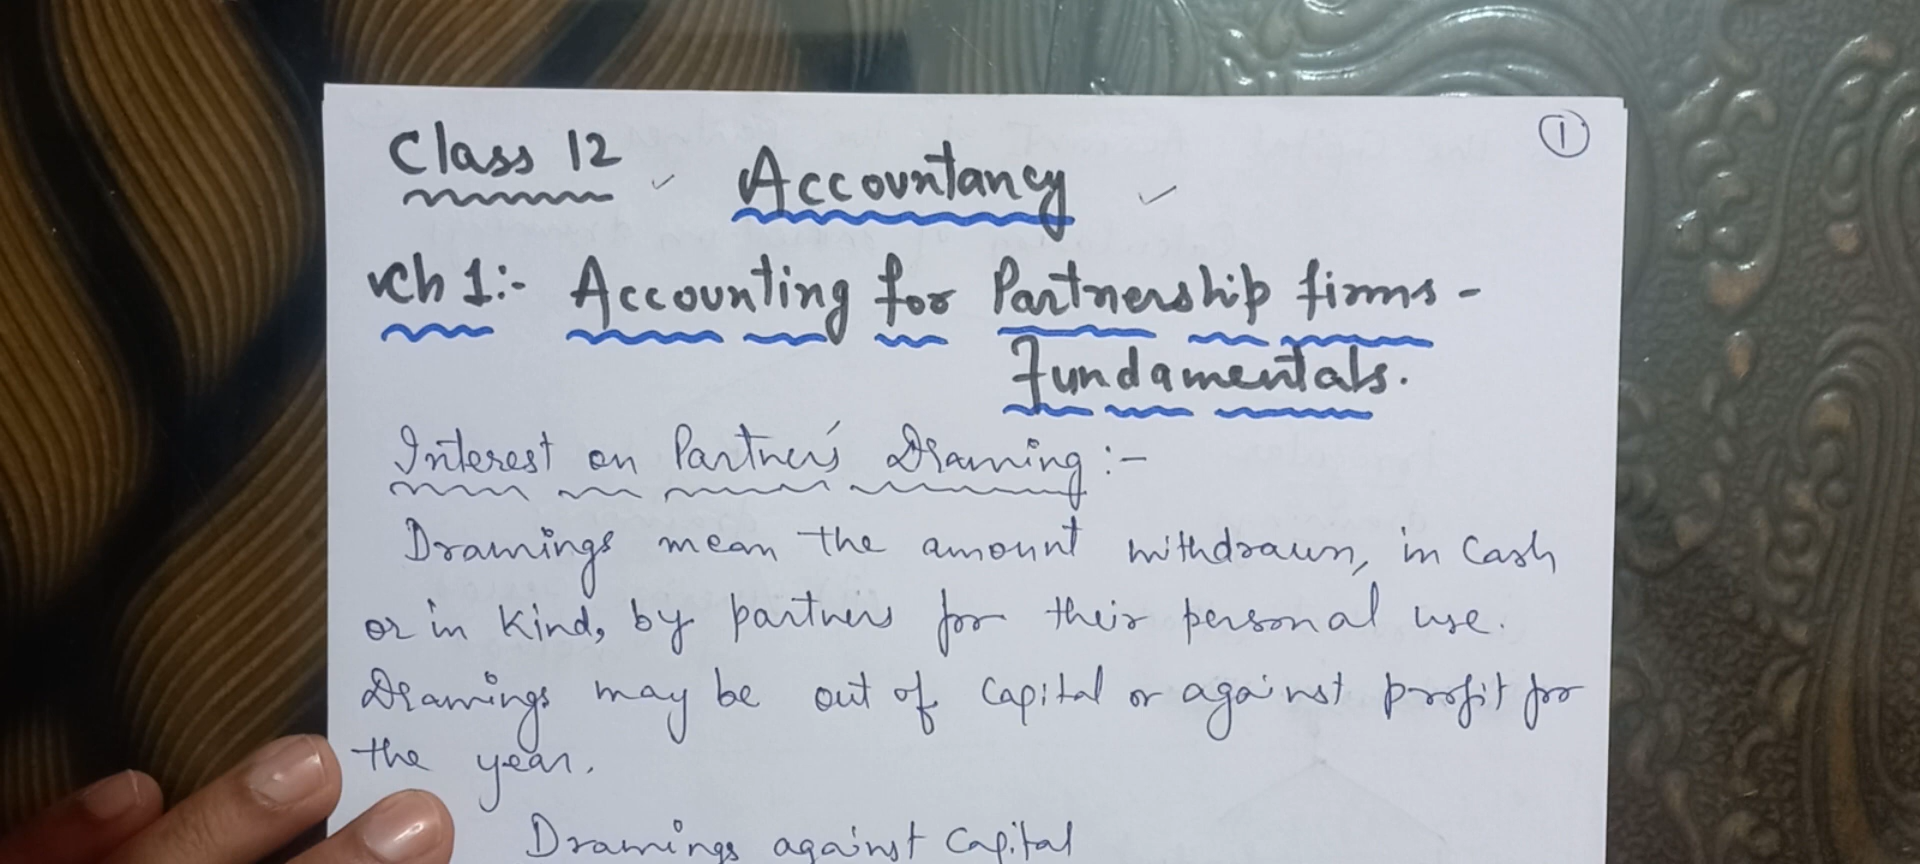 ①
Class 12 Accountancy
Ch 1:- Accounting for Partnership firms -
Fundamentals.
Interest on Partner's Drawing :-
Drawings mean the amount withdrawn, in Cash
or in Kind, by partners for their personal use.
Drawings may be out of Capital or against profit for
the year.
Drawings against Capital